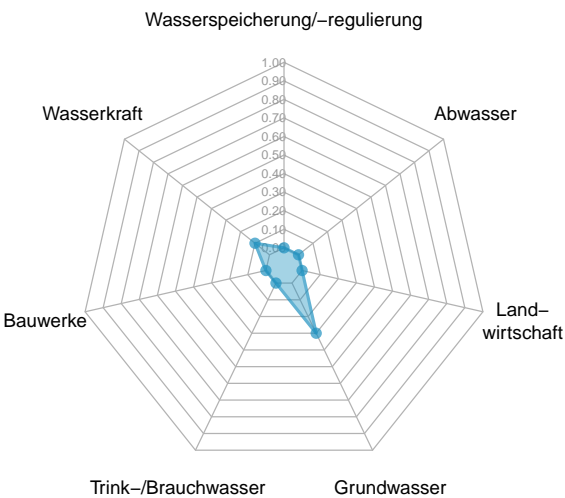 Wasserspeicherung/−regulierung
1.00
0.90
0.80
0.70
0.60
0.50
0.40
0.30
0.20
0.10
Wasserkraft
Abwasser
Bauwerke
Land−
wirtschaft
Trink−/Brauchwasser
Grundwasser